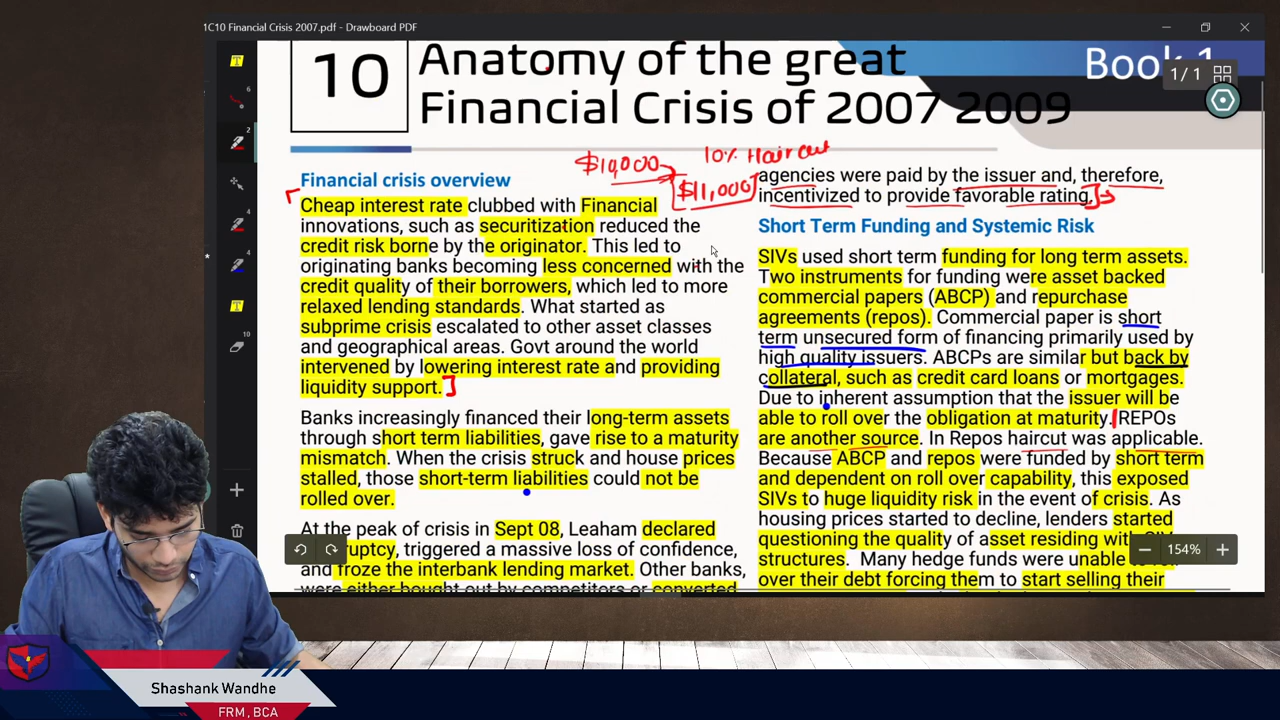 1C10 Financial Crisis 2007.pdf - Drawboard PDF
10
Anatomy of the great
Financial Crisis of 2007 2009
Book 1
1/1
$10,000
10% Haircut
$11,000
Financial crisis overview
Cheap interest rate clubbed with Financial
innovations, such as securitization reduced the
credit risk borne by the originator. This led to
originating banks becoming less concerned with the
credit quality of their borrowers, which led to more
relaxed lending standards. What started as
subprime crisis escalated to other asset classes
and geographical areas. Govt around the world
intervened by lowering interest rate and providing
liquidity support.
Banks increasingly financed their long-term assets
through short term liabilities, gave rise to a maturity
mismatch. When the crisis struck and house prices
stalled, those short-term liabilities could not be
rolled over.
At the peak of crisis in Sept 08, Leaham declared
ruptcy, triggered a massive loss of confidence,
and froze the interbank lending market. Other banks,
were either bought out by competitors or converted
agencies were paid by the issuer and, therefore,
incentivized to provide favorable rating.
Short Term Funding and Systemic Risk
SIVs used short term funding for long term assets.
Two instruments for funding were asset backed
commercial papers (ABCP) and repurchase
agreements (repos). Commercial paper is short
term unsecured form of financing primarily used by
high quality issuers. ABCPs are similar but back by
collateral, such as credit card loans or mortgages.
Due to inherent assumption that the issuer will be
able to roll over the obligation at maturity. REPOs
are another source. In Repos haircut was applicable.
Because ABCP and repos were funded by short term
and dependent on roll over capability, this exposed
SIVs to huge liquidity risk in the event of crisis. As
housing prices started to decline, lenders started
questioning the quality of asset residing with
structures. Many hedge funds were unable
over their debt forcing them to start selling their
154%
Shashank Wandhe
FRM, BCA